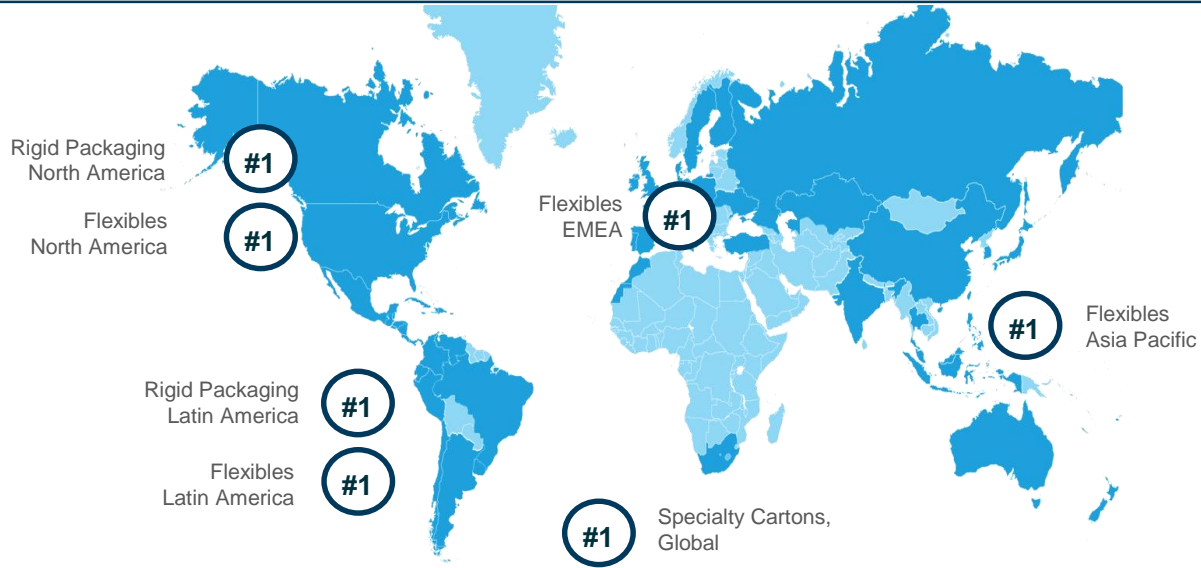 Rigid Packaging
North America
#1
Flexibles
North America
#1
Flexibles
EMEA
#1
Flexibles
Asia Pacific
#1
Rigid Packaging
Latin America
#1
Flexibles
Latin America
#1
Specialty Cartons,
Global
#1